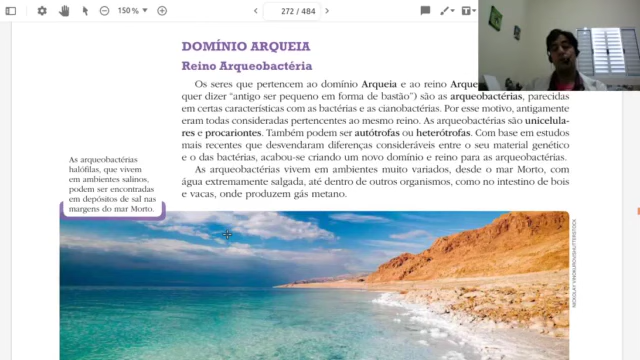 150 %
272 / 484
DOMÍNIO ARQUEIA
Reino Arqueobactéria
Os seres que pertencem ao domínio Arqueia e ao reino
quer dizer “antigo ser pequeno em forma de bastão”) são as arqueobactérias, parecidas
em certas características com as bactérias e as cianobactérias. Por esse motivo, antigamente
eram todas consideradas pertencentes ao mesmo reino. As arqueobactérias são unicelula-
res e procariontes. Também podem ser autótrofas ou heterótrofas. Com base em estudos
mais recentes que desvendaram diferenças consideráveis entre o seu material genético
e o das bactérias, acabou-se criando um novo domínio e reino para as arqueobactérias.
As arqueobactérias vivem em ambientes muito variados, desde o mar Morto, com
água extremamente salgada, até dentro de outros organismos, como no intestino de bois
e vacas, onde produzem gás metano.
As arqueobactérias
halófilas, que vivem
em ambientes salinos,
podem ser encontradas
em depósitos de sal nas
margens do mar Morto.